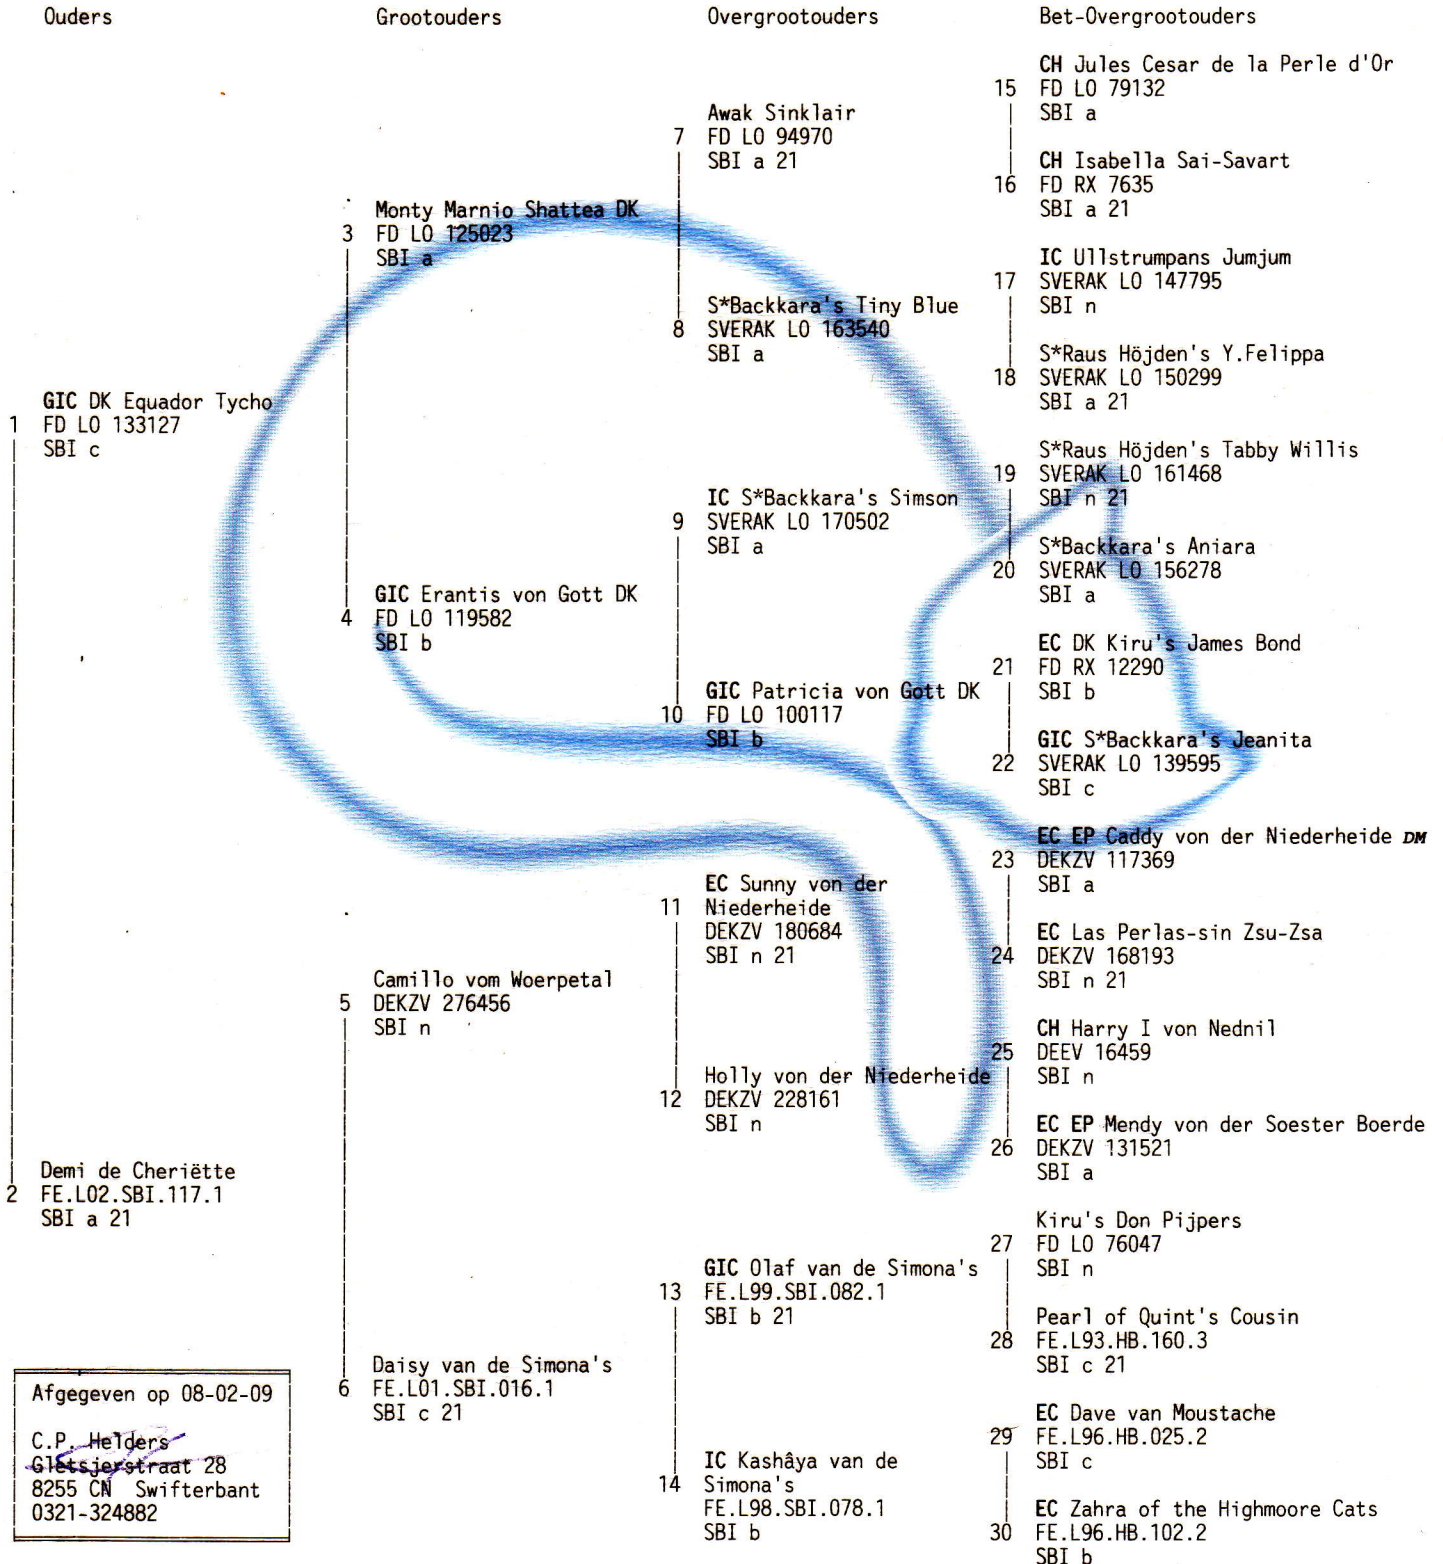 Ouders
Grootouders
Overgrootouders
Bet-Overgrootouders
1
GIC DK Equador Tycho
FD LO 133127
SBI c
2
Demi de Cheriëtte
FE.L02.SBI.117.1
SBI a 21
3
Monty Marnio Shattea DK
FD LO 125023
SBI a
4
GIC Erantis von Gott DK
FD LO 119582
SBI b
5
Camillo vom Woerpetal
DEKZV 276456
SBI n
6
Daisy van de Simona's
FE.L01.SBI.016.1
SBI c 21
7
Awak Sinklair
FD LO 94970
SBI a 21
8
S*Backkara's Tiny Blue
SVERAK LO 163540
SBI a
9
IC S*Backkara's Simson
SVERAK LO 170502
SBI a
10
GIC Patricia von Gott DK
FD LO 100117
SBI b
11
EC Sunny von der
Niederheide
DEKZV 180684
SBI n 21
12
Holly von der Niederheide
DEKZV 228161
SBI n
13
GIC Olaf van de Simona's
FE.L99.SBI.082.1
SBI b 21
14
IC Kashâya van de
Simona's
FE.L98.SBI.078.1
SBI b
15
CH Jules Cesar de la Perle d'Or
FD LO 79132
SBI a
16
CH Isabella Sai-Savart
FD RX 7635
SBI a 21
17
IC Ullstrumpans Jumjum
SVERAK LO 147795
SBI n
18
S*Raus Höjden's Y.Felippa
SVERAK LO 150299
SBI a 21
19
S*Raus Höjden's Tabby Willis
SVERAK LO 161468
SBI n 21
20
S*Backkara's Aniara
SVERAK LO 156278
SBI a
21
EC DK Kiru's James Bond
FD RX 12290
SBI b
22
GIC S*Backkara's Jeanita
SVERAK LO 139595
SBI c
23
EC EP Caddy von der Niederheide DM
DEKZV 117369
SBI a
24
EC Las Perlas-sin Zsu-Zsa
DEKZV 168193
SBI n 21
25
CH Harry I von Nednil
DEEV 16459
SBI n
26
EC EP Mendy von der Soester Boerde
DEKZV 131521
SBI a
27
Kiru's Don Pijpers
FD LO 76047
SBI n
28
Pearl of Quint's Cousin
FE.L93.HB.160.3
SBI c 21
29
EC Dave van Moustache
FE.L96.HB.025.2
SBI c
30
EC Zahra of the Highmoore Cats
FE.L96.HB.102.2
SBI b
Afgegeven op 08-02-09
C.P. Helders
Gletsjerstraat 28
8255 CN Swifterbant
0321-324882